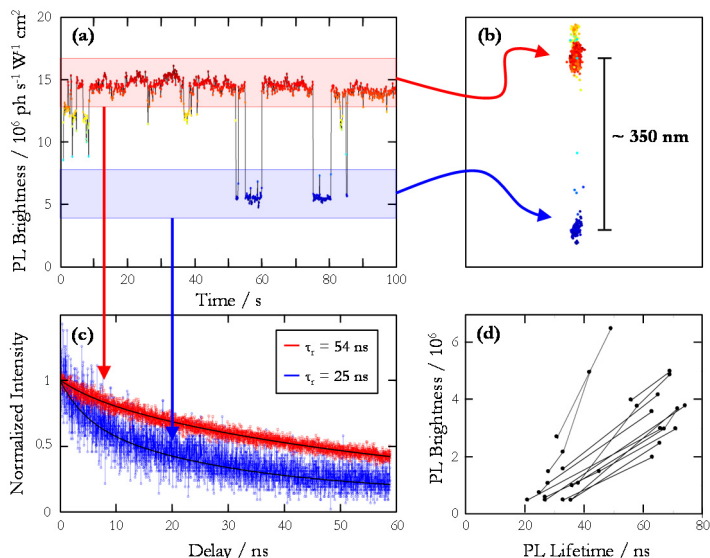 (a)
PL Brightness / 10⁶ ph s⁻¹ W⁻¹ cm²
20
15
10
5
0
0 20 40 60 80 100
Time / s
(b)
~ 350 nm
(c)
Normalized Intensity
1
0.5
0
τr = 54 ns
τr = 25 ns
0 10 20 30 40 50 60
Delay / ns
(d)
PL Brightness / 10⁶
6
4
2
0
0 20 40 60 80
PL Lifetime / ns